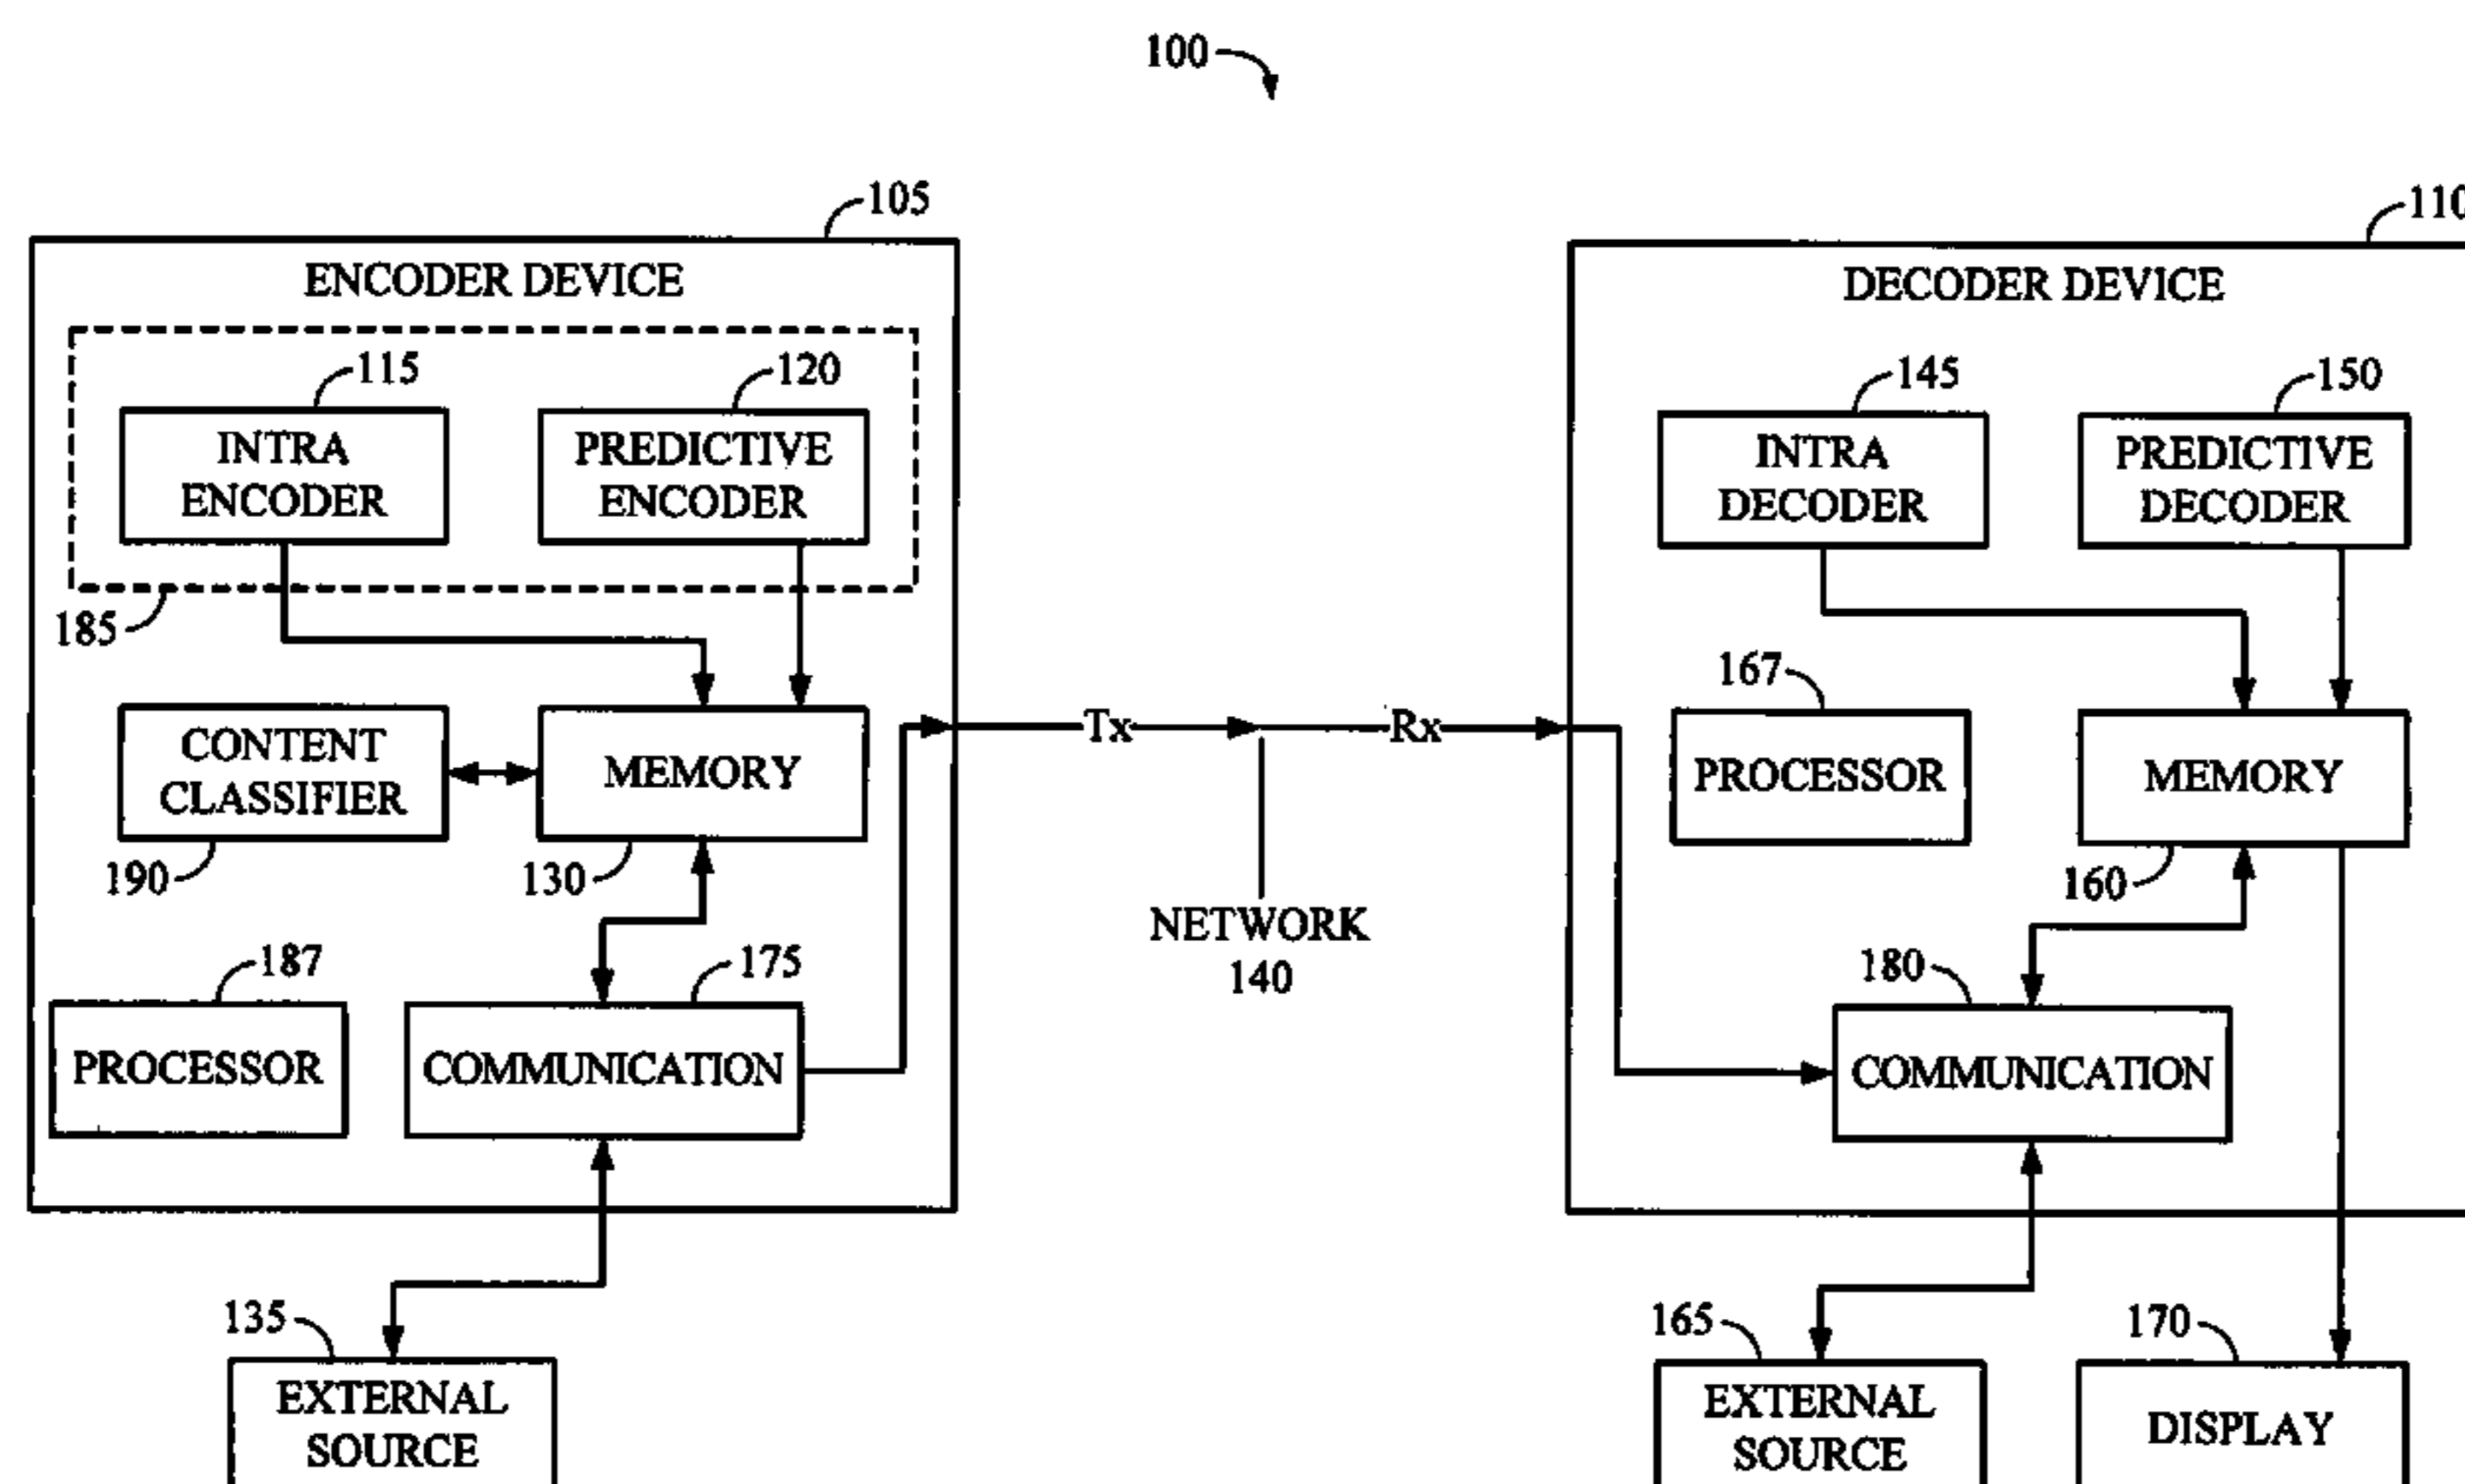 100
105
110
ENCODER DEVICE
DECODER DEVICE
115
120
145
150
INTRA
ENCODER
PREDICTIVE
ENCODER
INTRA
DECODER
PREDICTIVE
DECODER
185
167
CONTENT
CLASSIFIER
MEMORY
Tx
Rx
PROCESSOR
MEMORY
190
130
160
NETWORK
140
187
175
180
PROCESSOR
COMMUNICATION
COMMUNICATION
135
165
170
EXTERNAL
SOURCE
EXTERNAL
SOURCE
DISPLAY